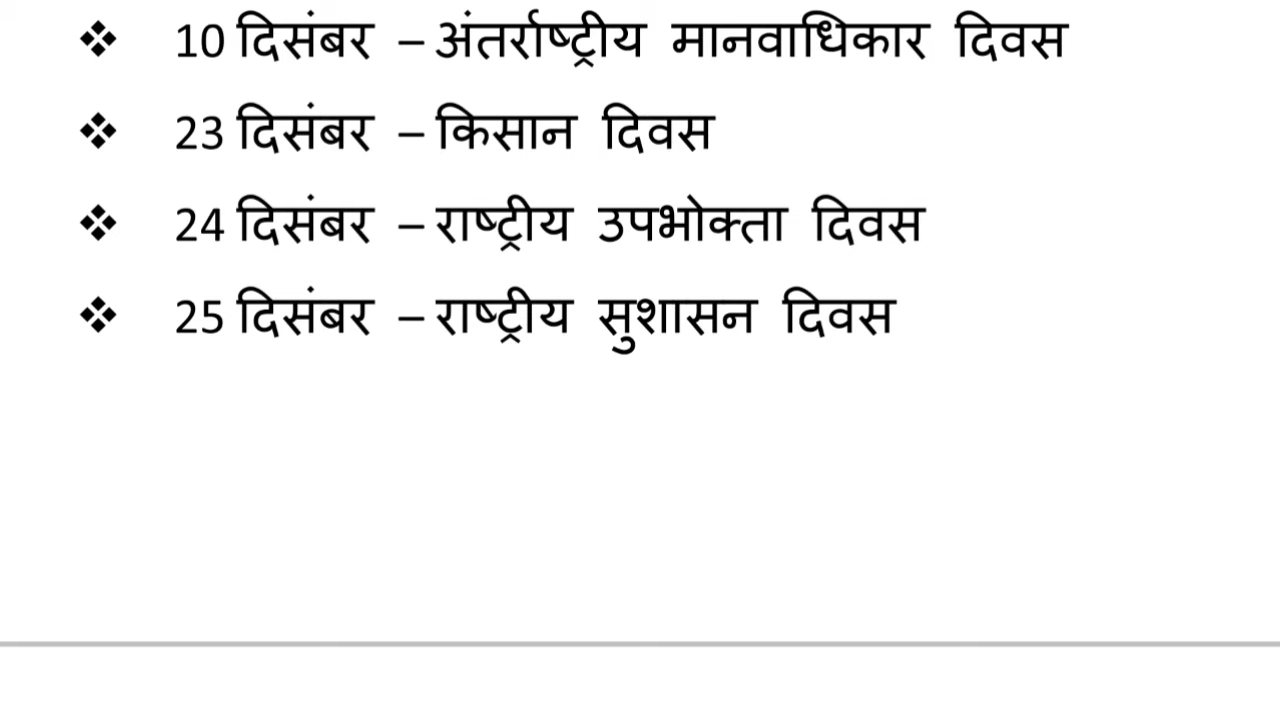 ❖ 10 दिसंबर – अंतर्राष्ट्रीय मानवाधिकार दिवस
❖ 23 दिसंबर – किसान दिवस
❖ 24 दिसंबर – राष्ट्रीय उपभोक्ता दिवस
❖ 25 दिसंबर – राष्ट्रीय सुशासन दिवस